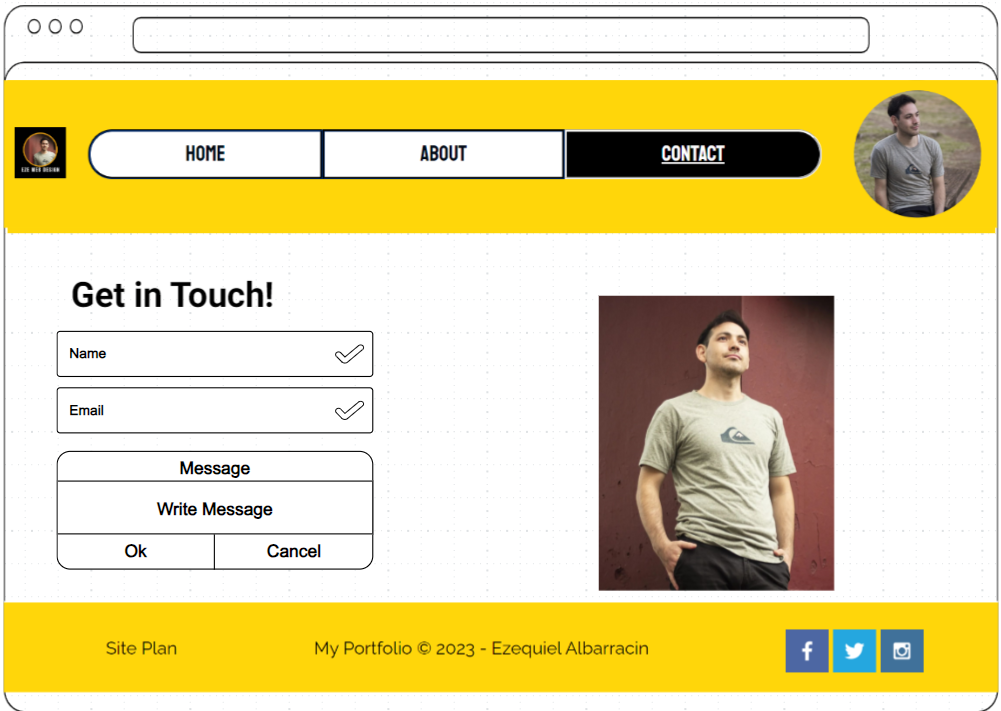 EZE WEB DESIGN
HOME
ABOUT
CONTACT
Get in Touch!
Name
Email
Message
Write Message
Ok
Cancel
Site Plan
My Portfolio © 2023 - Ezequiel Albarracin